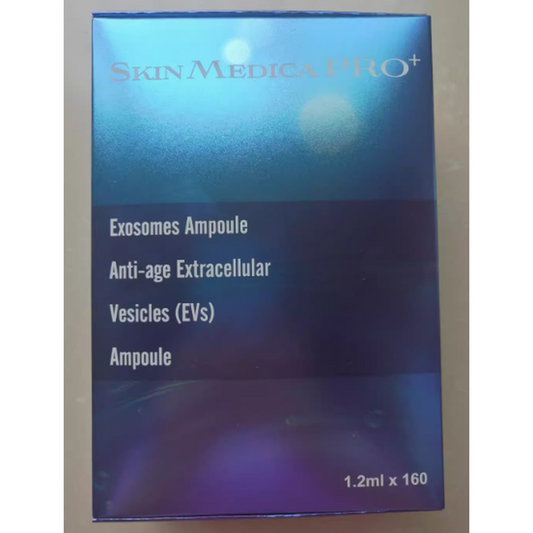 SKIN MEDICA PRO+
Exosomes Ampoule
Anti-age Extracellular
Vesicles (EVs)
Ampoule
1.2ml x 160